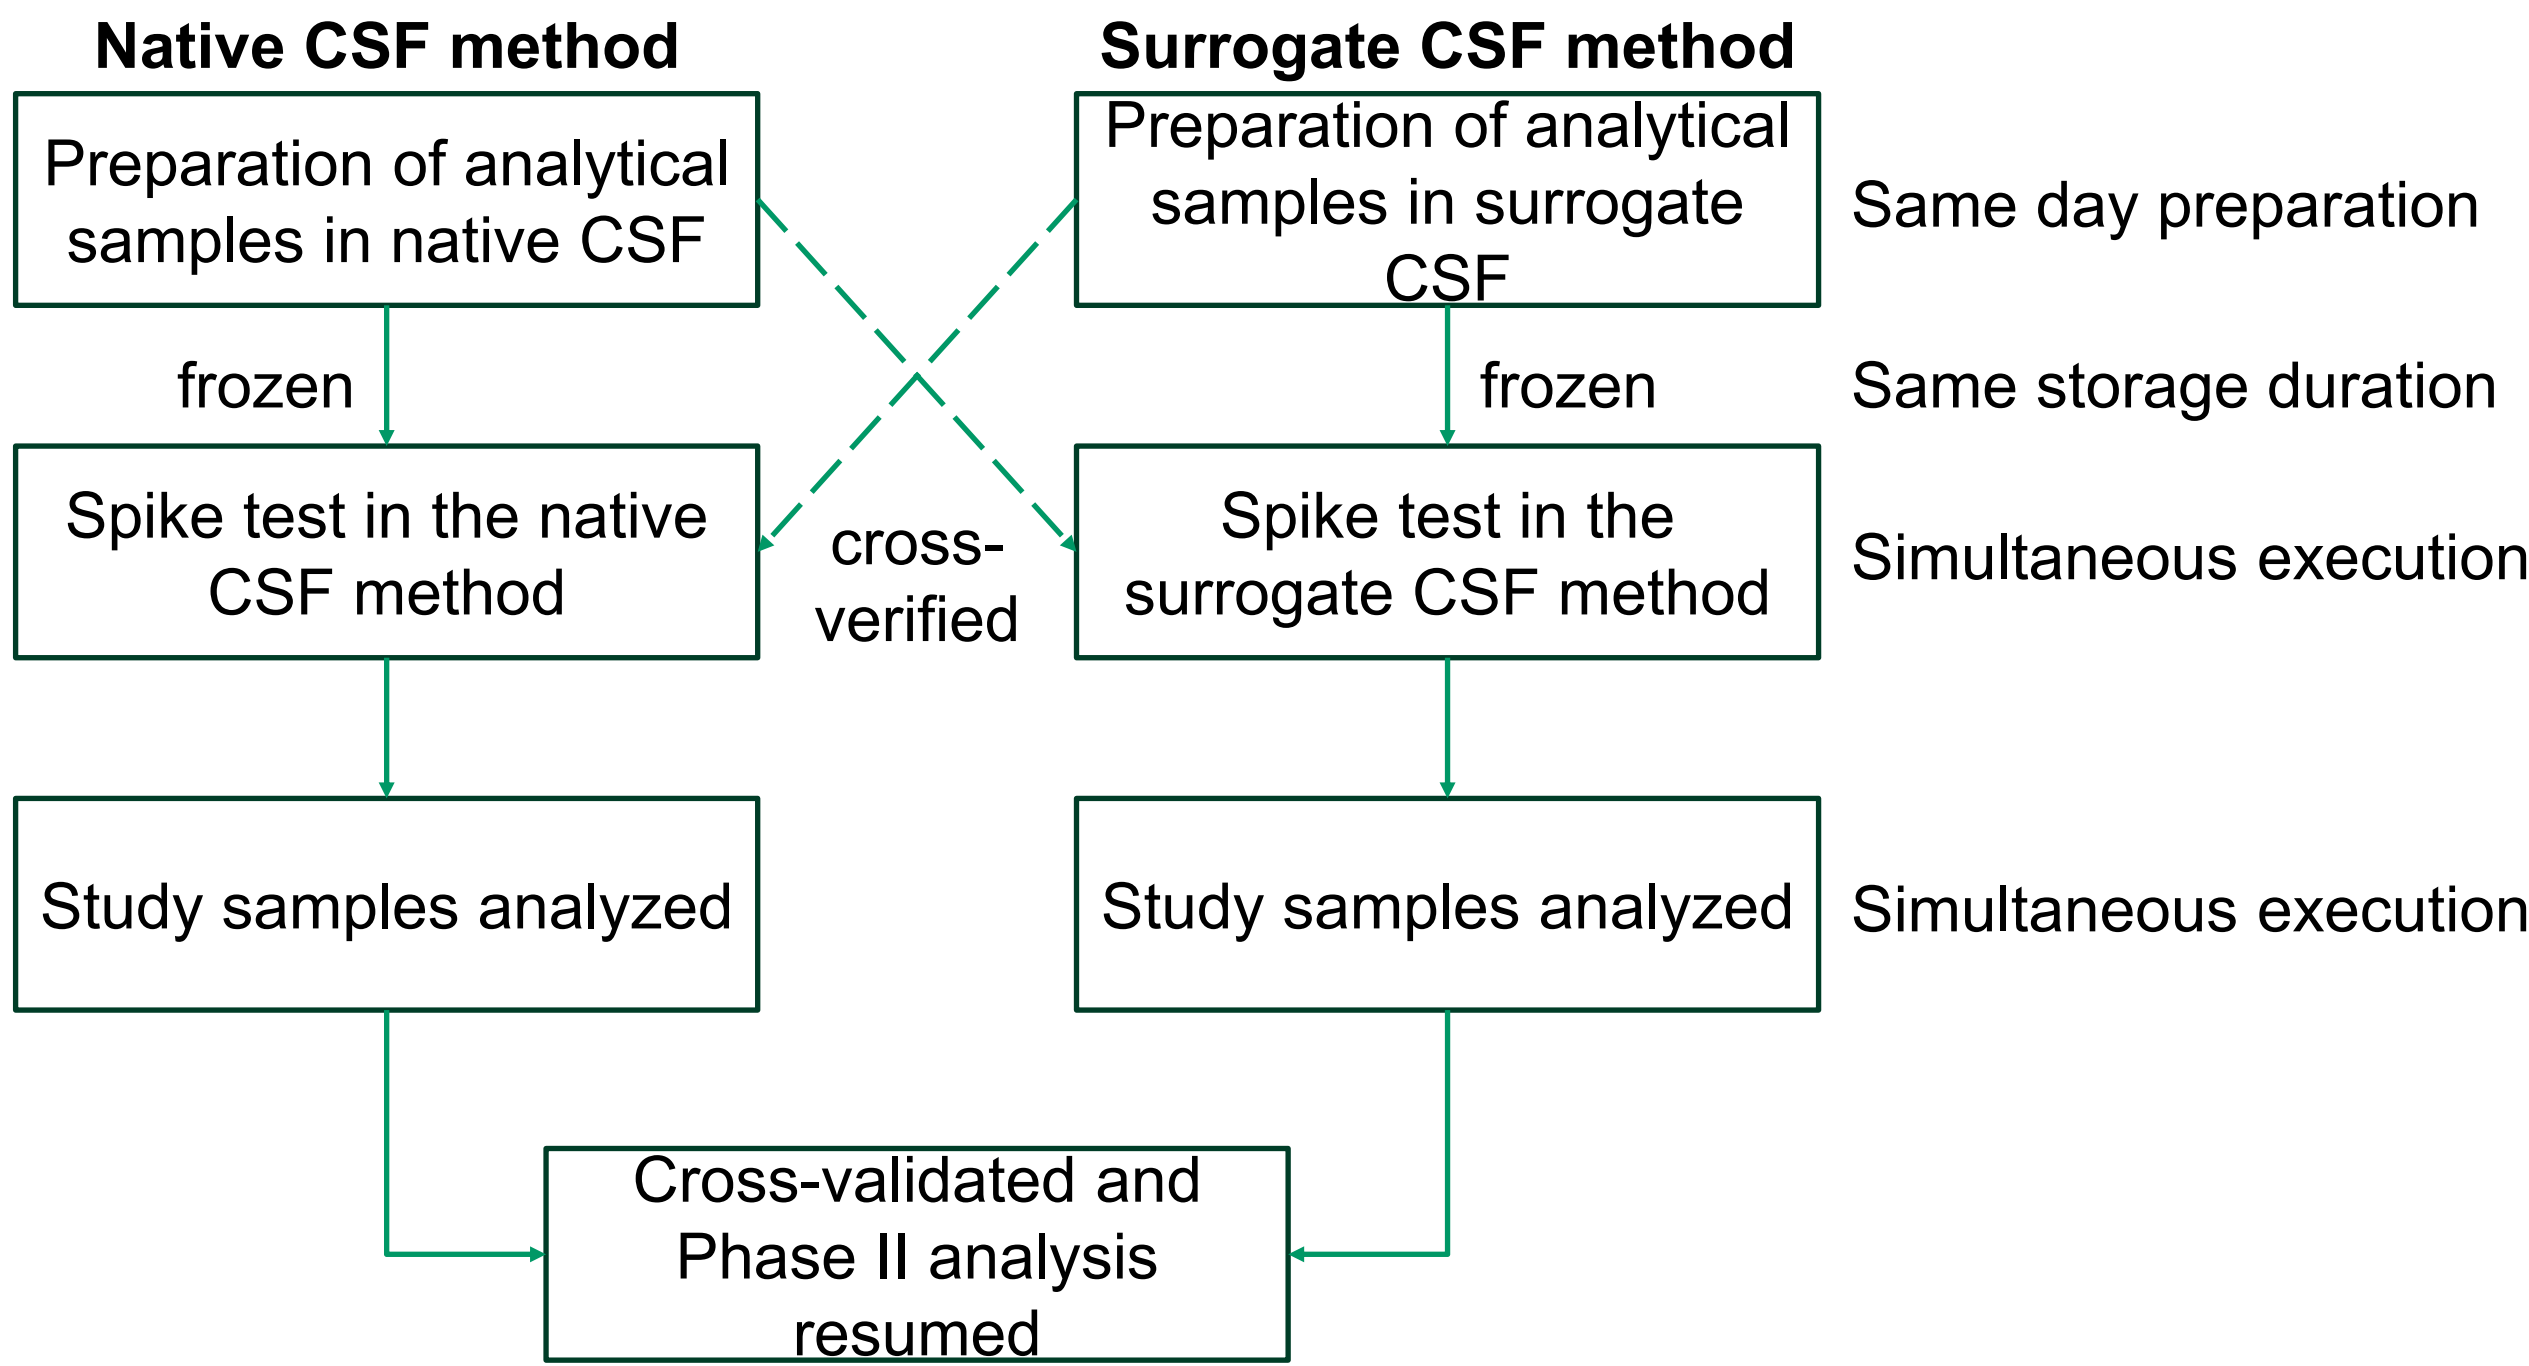 Native CSF method
Surrogate CSF method
Preparation of analytical
samples in native CSF
Preparation of analytical
samples in surrogate
CSF
Same day preparation
frozen
frozen
Same storage duration
Spike test in the native
CSF method
cross-
verified
Spike test in the
surrogate CSF method
Simultaneous execution
Study samples analyzed
Study samples analyzed
Simultaneous execution
Cross-validated and
Phase II analysis
resumed